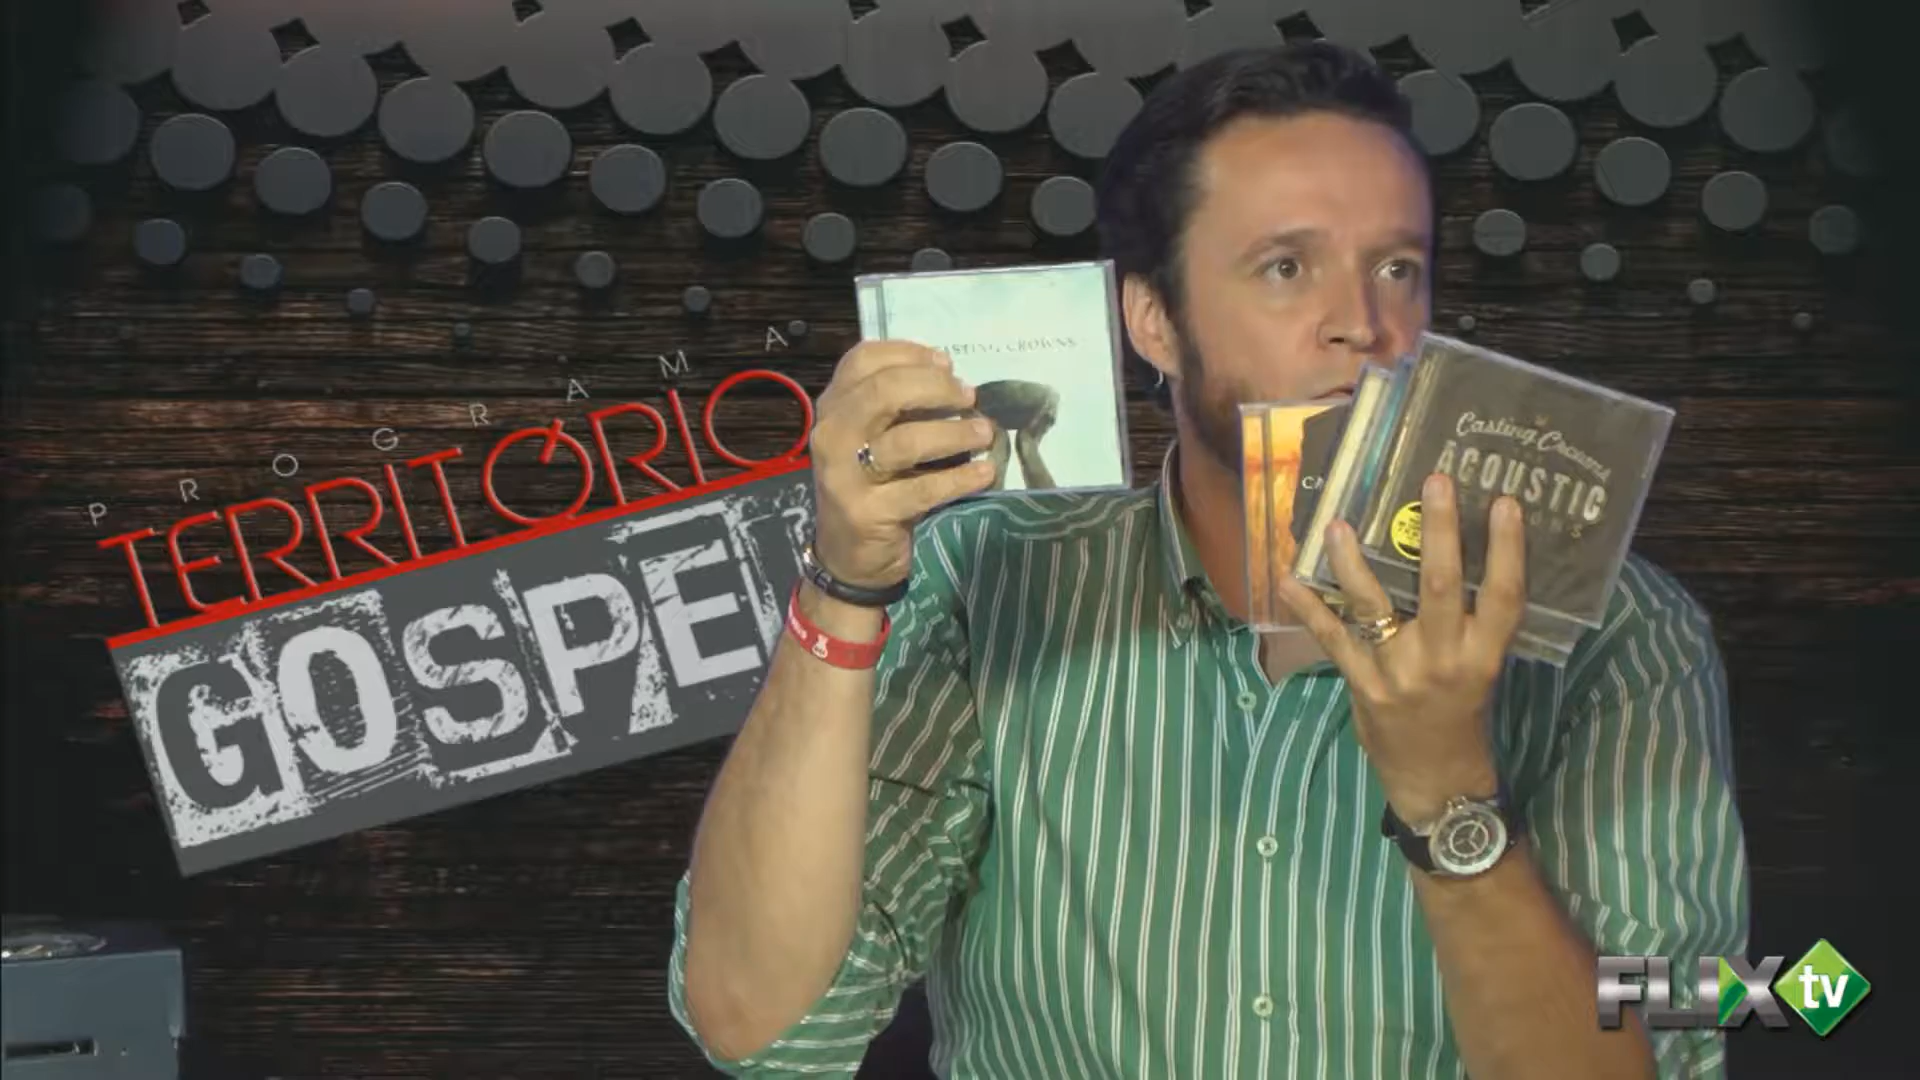 PROGRAMA
TERRITÓRIO
GOSPEL
CASTING CROWNS
Casting Crowns
ACOUSTIC
FLIX tv